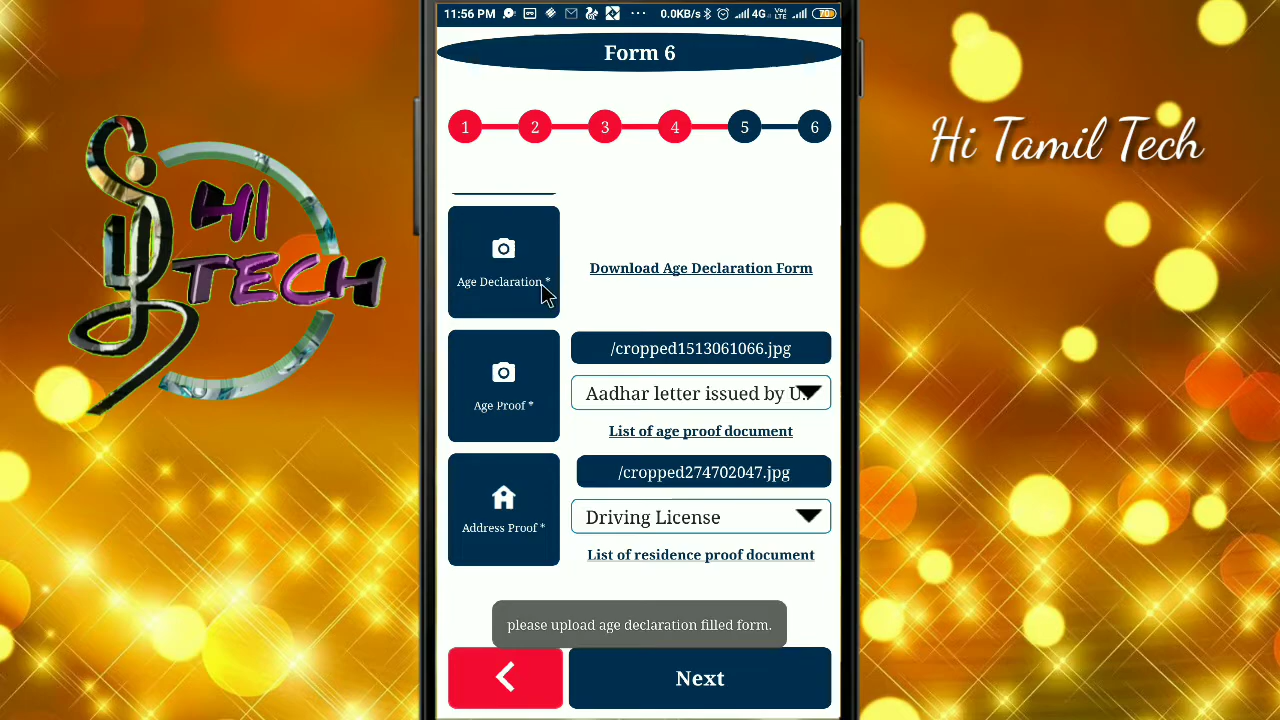 11:56 PM
0.0KB/s
4G
VoLTE
70
Form 6
1 2 3 4 5 6
Hi Tamil Tech
HI
TECH
Age Declaration *
Download Age Declaration Form
Age Proof *
/cropped1513061066.jpg
Aadhar letter issued by U..
List of age proof document
Address Proof *
/cropped274702047.jpg
Driving License
List of residence proof document
please upload age declaration filled form.
Next